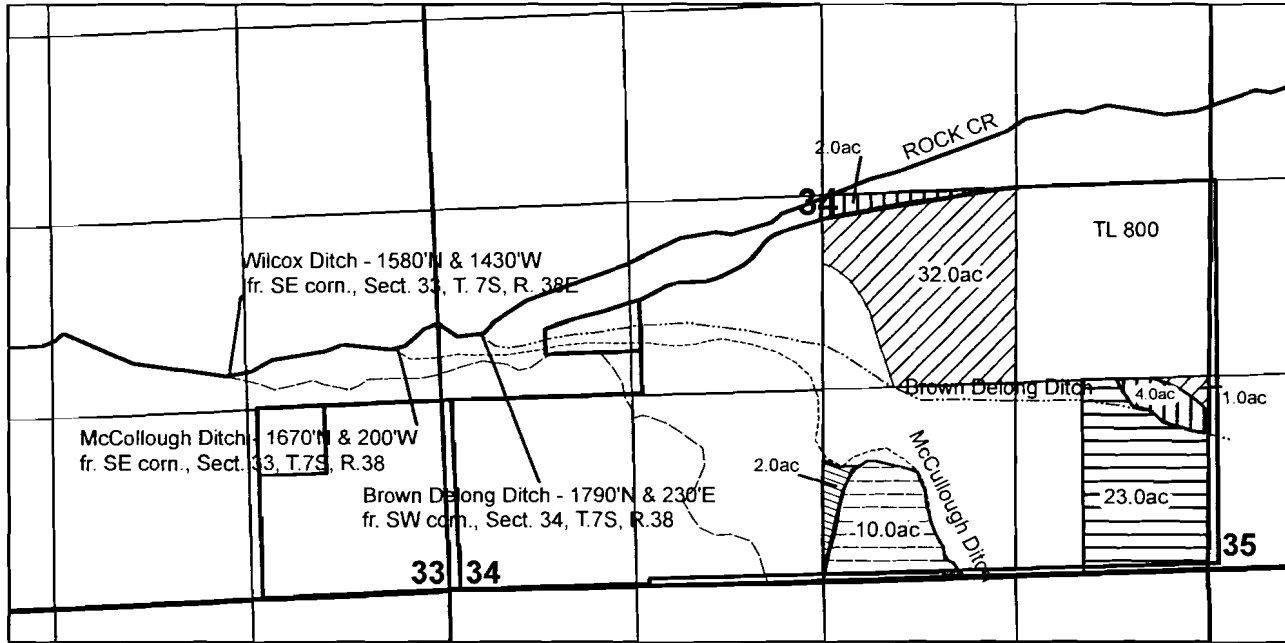 ROCK CR
2.0ac
34
TL 800
Wilcox Ditch - 1580'N & 1430'W
fr. SE corn., Sect. 33, T. 7S, R. 38E
32.0ac
Brown Delong Ditch
4.0ac
1.0ac
McCollough Ditch - 1670'N & 200'W
fr. SE corn., Sect. 33, T.7S, R.38
McCullough Ditch
2.0ac
Brown Delong Ditch - 1790'N & 230'E
fr. SW corn., Sect. 34, T.7S, R.38
23.0ac
10.0ac
35
33 34